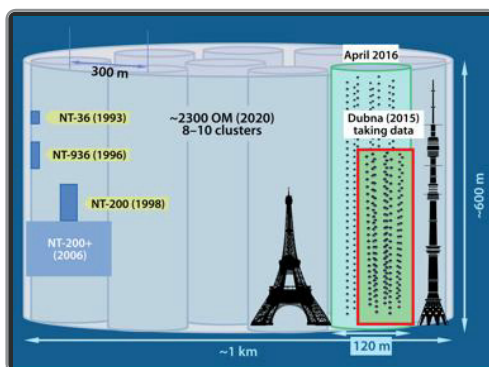 April 2016
300 m
NT-36 (1993)
~2300 OM (2020)
8–10 clusters
Dubna (2015)
taking data
NT-936 (1996)
NT-200 (1998)
NT-200+
(2006)
~600 m
120 m
~1 km